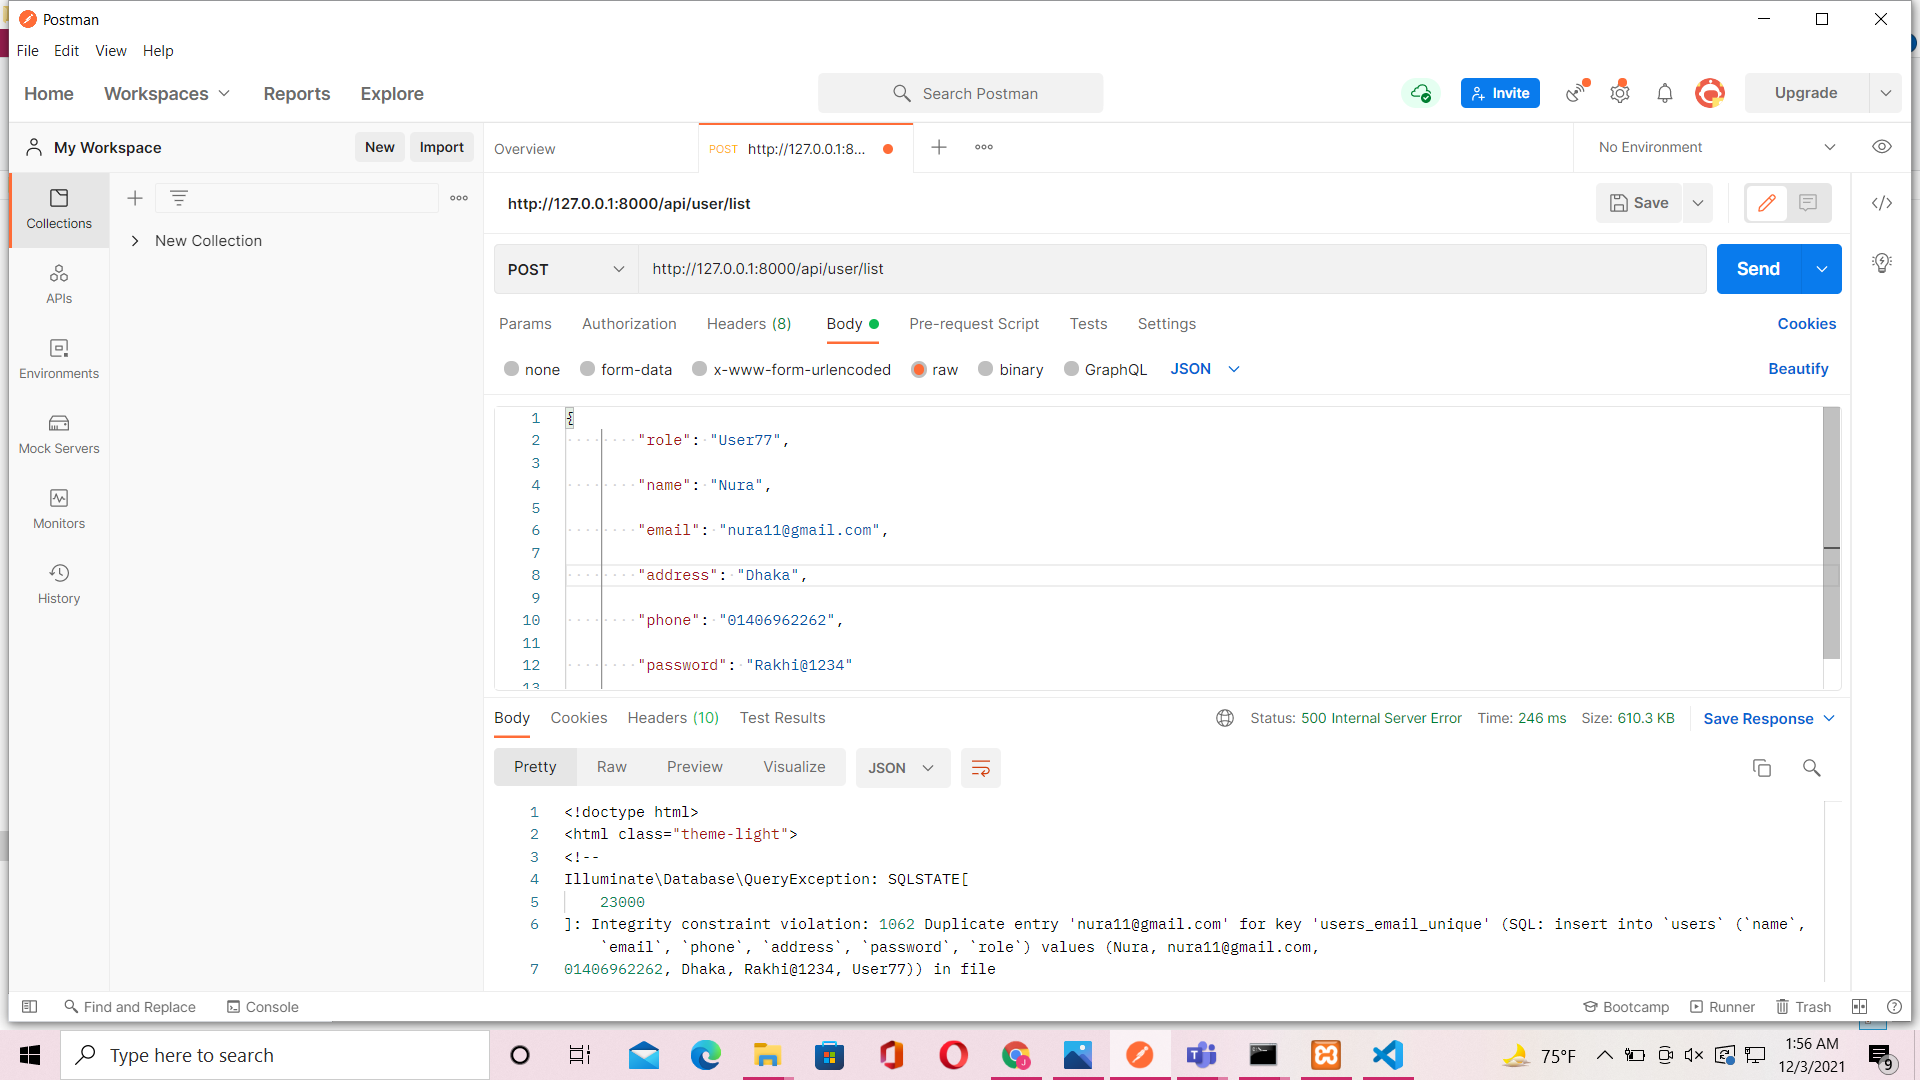 Postman
File Edit View Help
Home Workspaces Reports Explore
Search Postman
Invite
Upgrade
My Workspace
New Import
Overview
POST http://127.0.0.1:8...
No Environment
Collections
New Collection
APIs
Environments
Mock Servers
Monitors
History
http://127.0.0.1:8000/api/user/list
Save
POST http://127.0.0.1:8000/api/user/list
Send
Params Authorization Headers (8) Body Pre-request Script Tests Settings
Cookies
none form-data x-www-form-urlencoded raw binary GraphQL JSON
Beautify
1 {
2 "role": "User77",
3
4 "name": "Nura",
5
6 "email": "nura11@gmail.com",
7
8 "address": "Dhaka",
9
10 "phone": "01406962262",
11
12 "password": "Rakhi@1234"
13
Body Cookies Headers (10) Test Results
Status: 500 Internal Server Error Time: 246 ms Size: 610.3 KB Save Response
Pretty Raw Preview Visualize JSON
1 <!doctype html>
2 <html class="theme-light">
3 <!--
4 Illuminate\Database\QueryException: SQLSTATE[
5 23000
6 ]: Integrity constraint violation: 1062 Duplicate entry 'nura11@gmail.com' for key 'users_email_unique' (SQL: insert into `users` (`name`,
`email`, `phone`, `address`, `password`, `role`) values (Nura, nura11@gmail.com,
7 01406962262, Dhaka, Rakhi@1234, User77)) in file
Find and Replace Console
Bootcamp Runner Trash
Type here to search
75°F
1:56 AM
12/3/2021
9